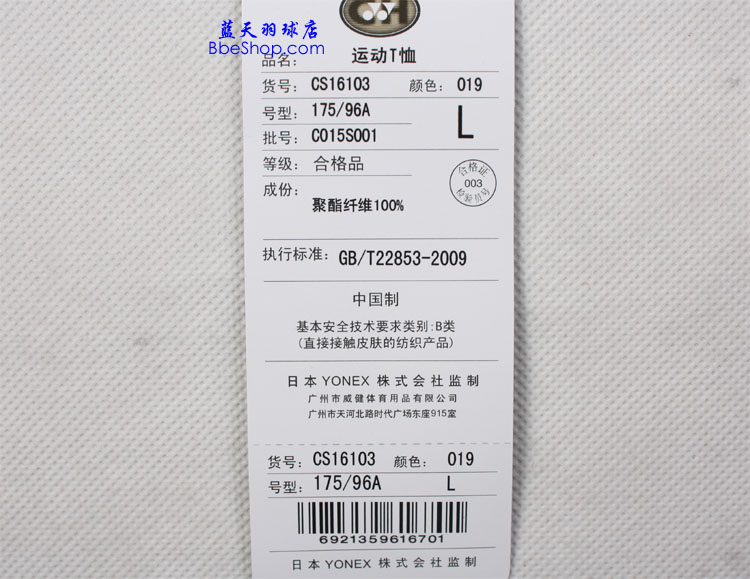 蓝天羽球店
BbeShop.com
品名: 运动T恤
货号: CS16103 颜色: 019
号型: 175/96A
L
批号: C015S001
等级: 合格品
合格证
003
检验员号
成份:
聚酯纤维100%
执行标准: GB/T22853-2009
中国制
基本安全技术要求类别:B类
(直接接触皮肤的纺织产品)
日本YONEX株式会社监制
广州市威健体育用品有限公司
广州市天河北路时代广场东座915室
货号: CS16103 颜色: 019
号型: 175/96A L
6921359616701
日本YONEX株式会社监制